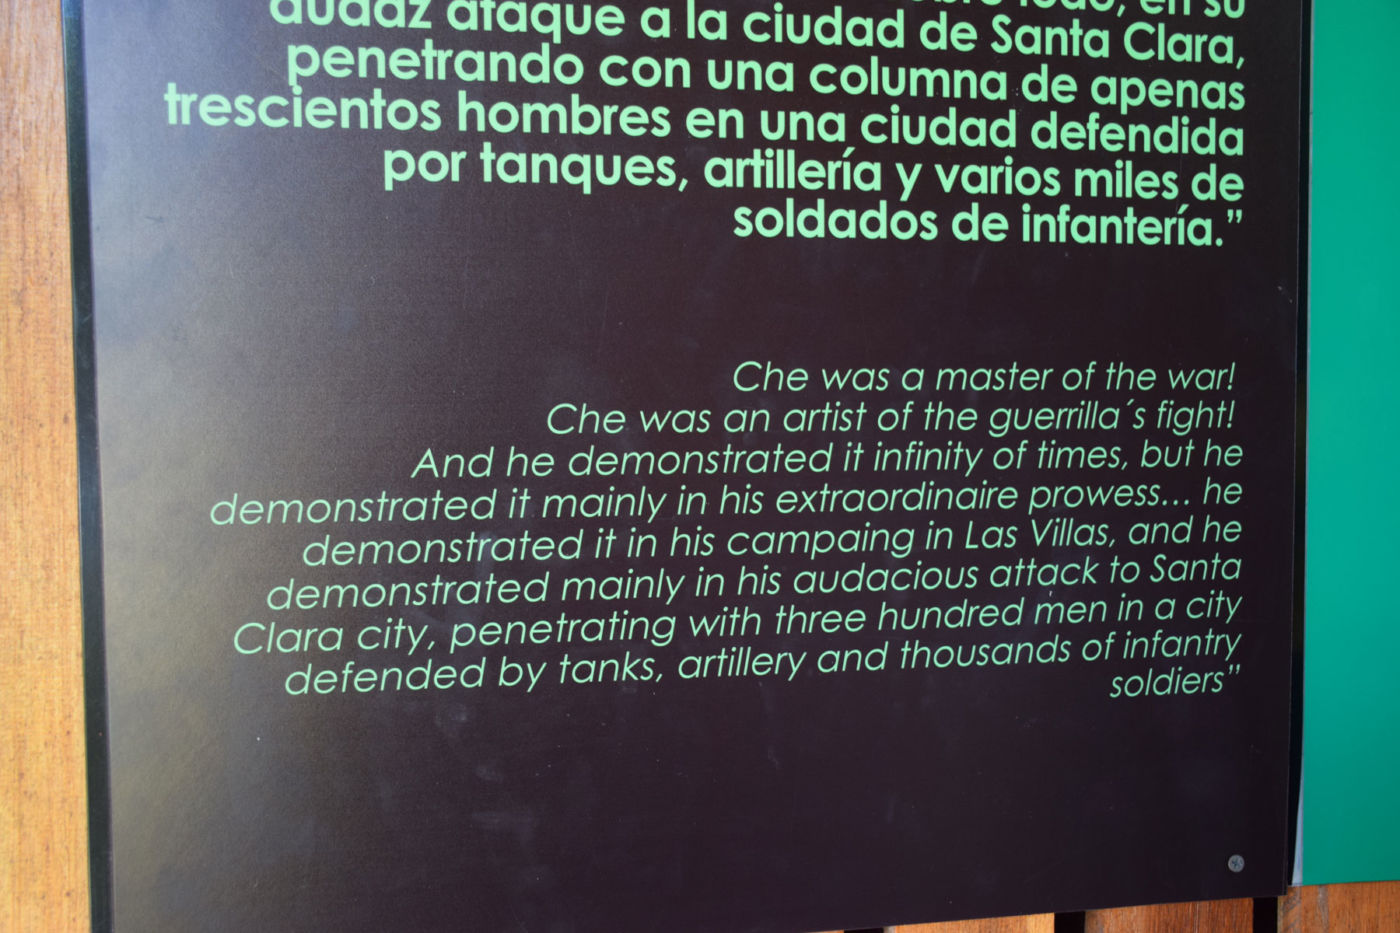 sobre todo, en su
audaz ataque a la ciudad de Santa Clara,
penetrando con una columna de apenas
trescientos hombres en una ciudad defendida
por tanques, artillería y varios miles de
soldados de infantería.”
Che was a master of the war!
Che was an artist of the guerrilla´s fight!
And he demonstrated it infinity of times, but he
demonstrated it mainly in his extraordinaire prowess... he
demonstrated it in his campaing in Las Villas, and he
demonstrated mainly in his audacious attack to Santa
Clara city, penetrating with three hundred men in a city
defended by tanks, artillery and thousands of infantry
soldiers”